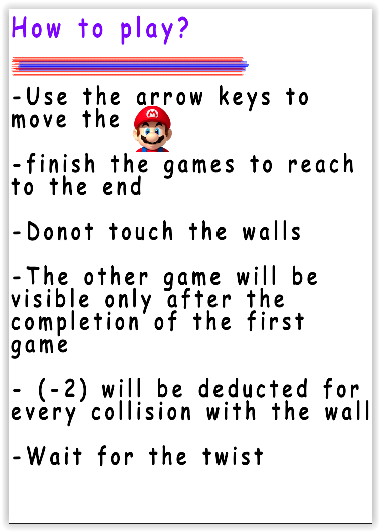 How to play?
-Use the arrow keys to
move the
-finish the games to reach
to the end
-Donot touch the walls
-The other game will be
visible only after the
completion of the first
game
- (-2) will be deducted for
every collision with the wall
-Wait for the twist